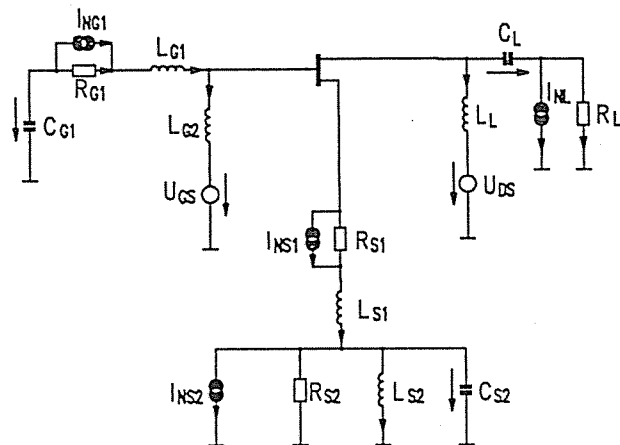 I_NG1
L_G1
C_L
R_G1
I_NL
R_L
L_G2
L_L
C_G1
U_GS
U_DS
I_NS1
R_S1
L_S1
I_NS2
R_S2
L_S2
C_S2